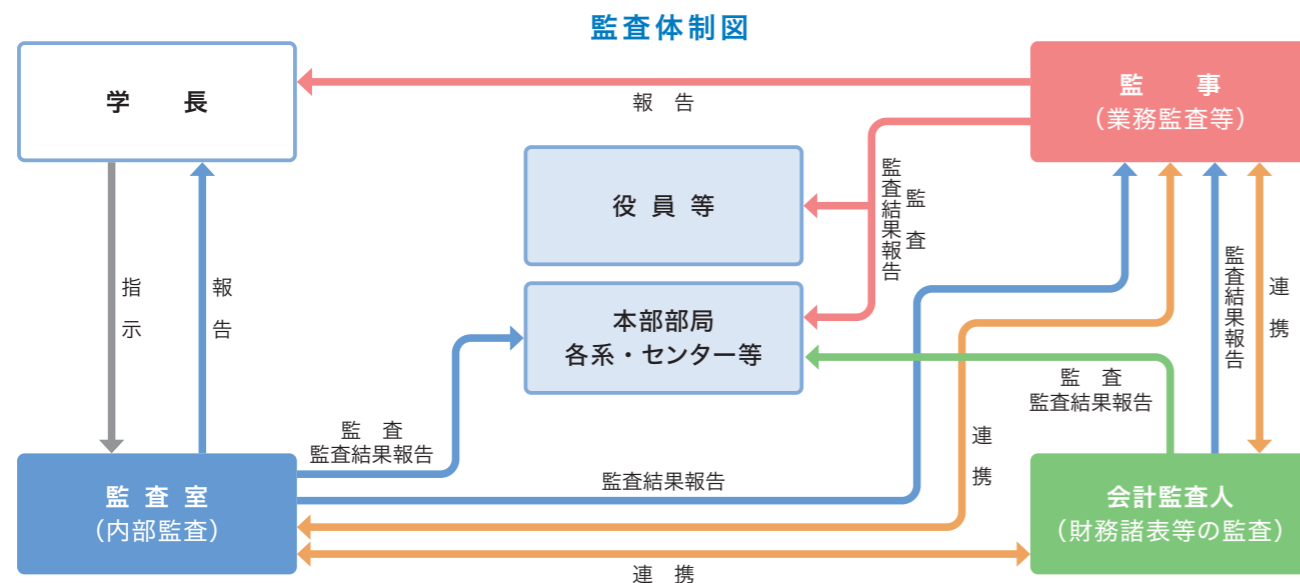 監査体制図
学　長
監　事
（業務監査等）
報　告
役 員 等
監　査
監査結果報告
本部部局
各系・センター等
指　示
報　告
監査結果報告
連　携
監　査
監査結果報告
監　査
監査結果報告
連　携
監査結果報告
監 査 室
（内部監査）
会計監査人
（財務諸表等の監査）
連　携